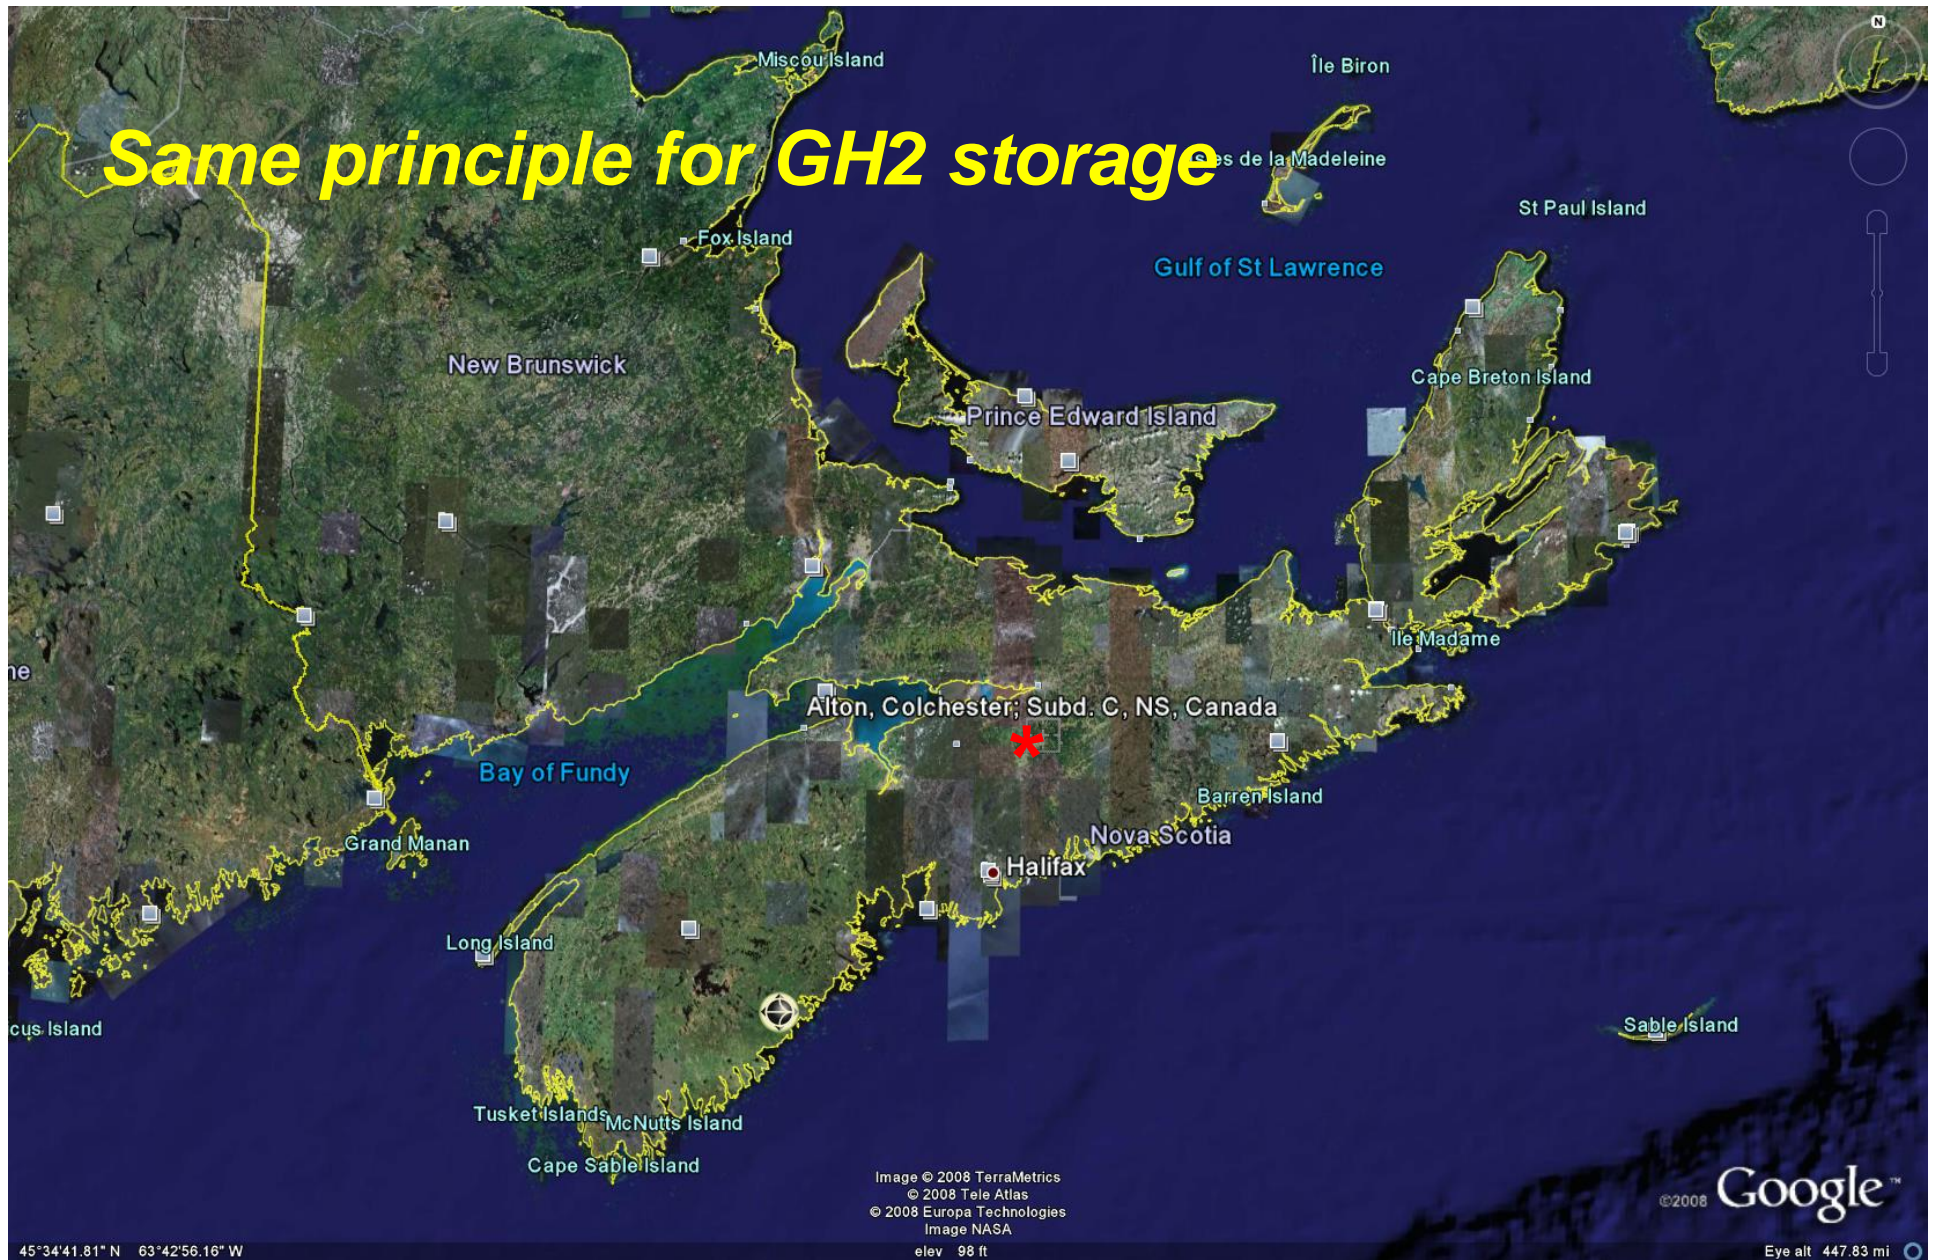 Miscou Island
Île Biron
N
Same principle for GH2 storage
sles de la Madeleine
St Paul Island
Fox Island
Gulf of St Lawrence
New Brunswick
Cape Breton Island
Prince Edward Island
Ile Madame
ne
Alton, Colchester; Subd. C, NS, Canada
*
Bay of Fundy
Barren Island
Grand Manan
Nova Scotia
Halifax
Long Island
cus Island
Sable Island
Tusket Islands
McNutts Island
Cape Sable Island
Image © 2008 TerraMetrics
© 2008 Tele Atlas
© 2008 Europa Technologies
Image NASA
©2008 Google™
45°34'41.81" N 63°42'56.16" W
elev 98 ft
Eye alt 447.83 mi